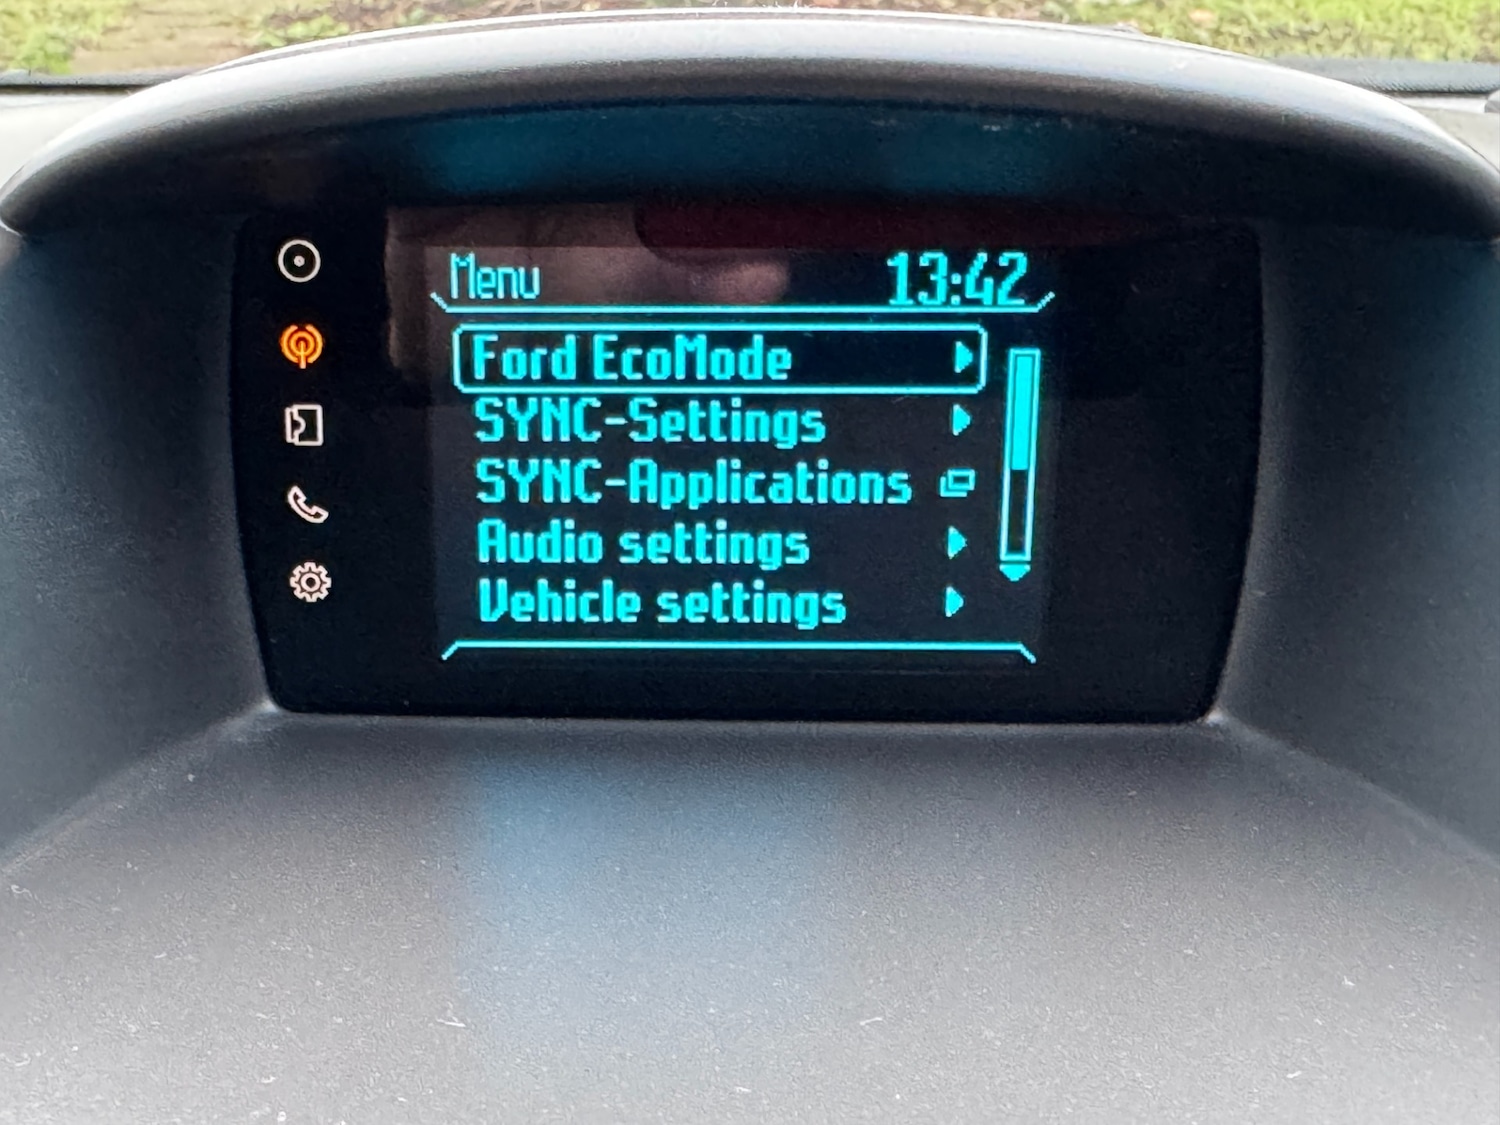 Menu 13:42
Ford EcoMode
SYNC-Settings
SYNC-Applications
Audio settings
Vehicle settings